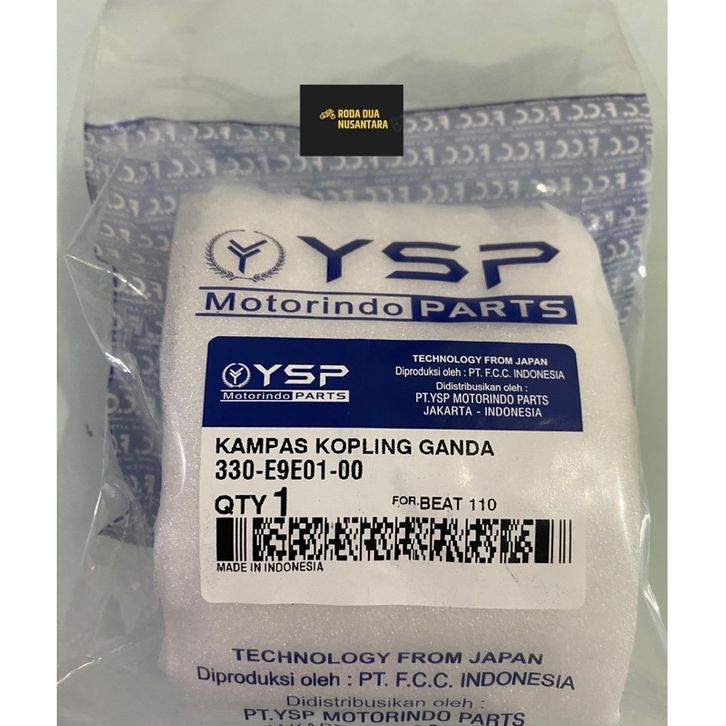 RODA DUA
NUSANTARA
F.C.C. F.C.C. F.C.C.
YSP
Motorindo PARTS
YSP
Motorindo PARTS
TECHNOLOGY FROM JAPAN
Diproduksi oleh : PT. F.C.C. INDONESIA
Didistribusikan oleh :
PT.YSP MOTORINDO PARTS
JAKARTA - INDONESIA
KAMPAS KOPLING GANDA
330-E9E01-00
QTY 1
FOR.BEAT 110
MADE IN INDONESIA
TECHNOLOGY FROM JAPAN
Diproduksi oleh : PT. F.C.C. INDONESIA
Didistribusikan oleh :
PT.YSP MOTORINDO PARTS